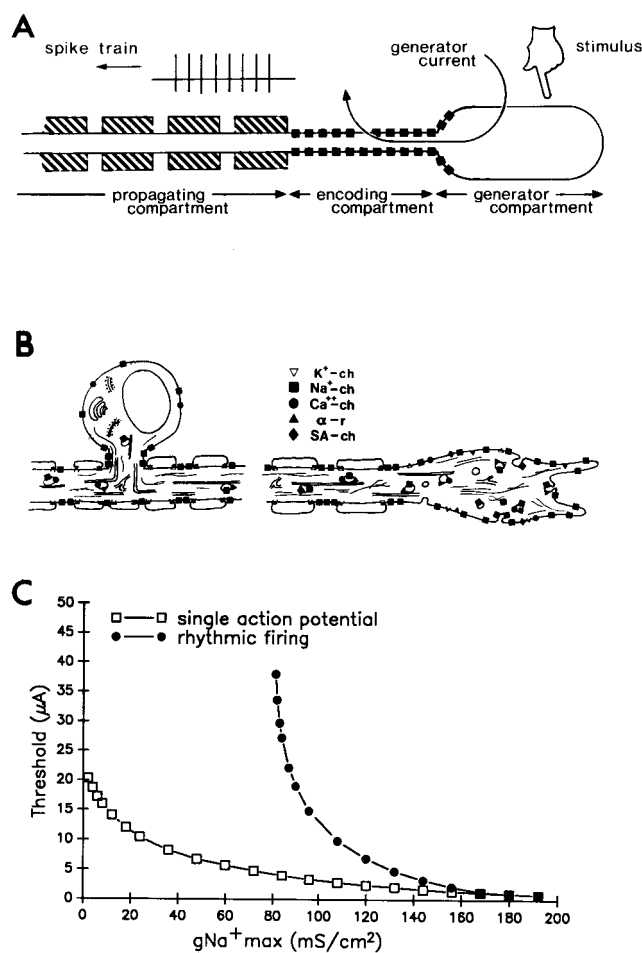 A
spike train
generator
current
stimulus
propagating
compartment
encoding
compartment
generator
compartment
B
K⁺-ch
Na⁺-ch
Ca⁺⁺-ch
α-r
SA-ch
C
50
45
40
35
30
25
20
15
10
5
0
Threshold (μA)
single action potential
rhythmic firing
0 20 40 60 80 100 120 140 160 180 200
gNa⁺max (mS/cm²)